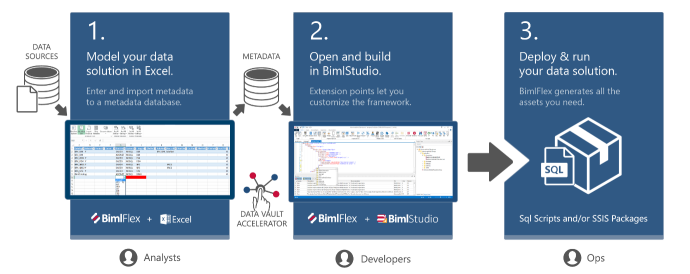 DATA
SOURCES
1.
Model your data
solution in Excel.
Enter and import metadata
to a metadata database.
BimlFlex + Excel
Analysts
METADATA
DATA VAULT
ACCELERATOR
2.
Open and build
in BimlStudio.
Extension points let you
customize the framework.
BimlFlex + BimlStudio
Developers
3.
Deploy & run
your data solution.
BimlFlex generates all the
assets you need.
SQL
Sql Scripts and/or SSIS Packages
Ops